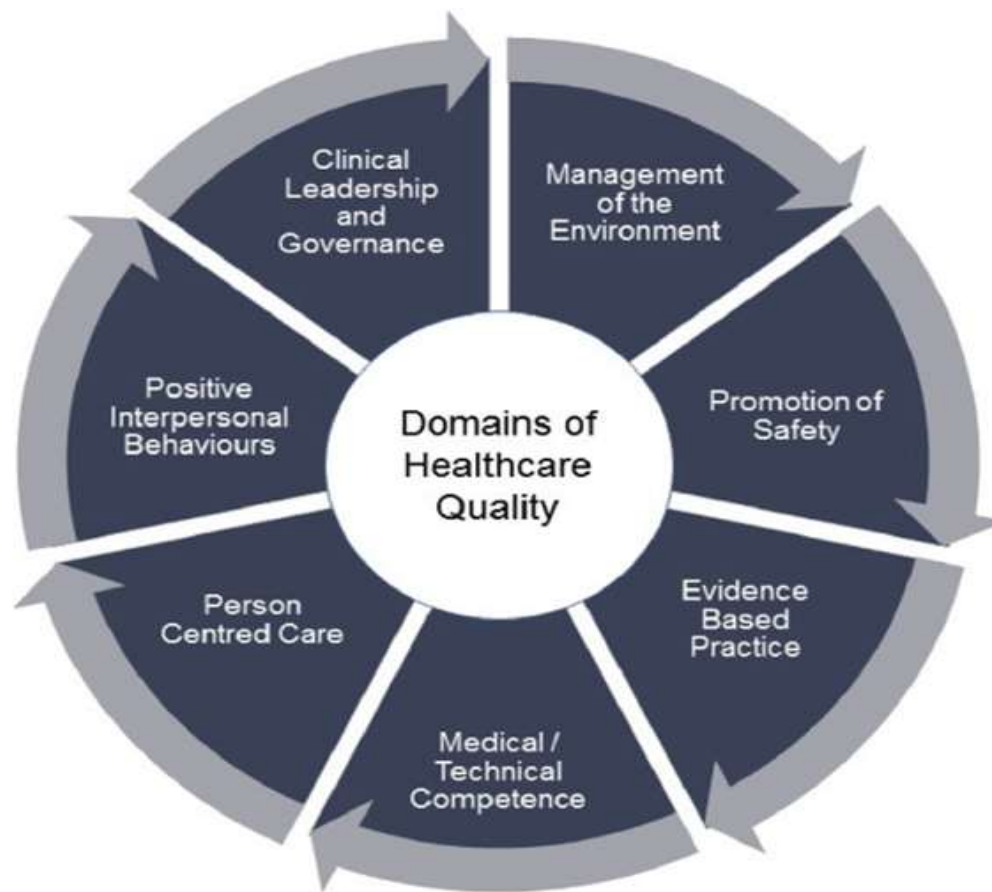 Clinical
Leadership
and
Governance
Management
of the
Environment
Promotion of
Safety
Evidence
Based
Practice
Medical /
Technical
Competence
Person
Centred Care
Positive
Interpersonal
Behaviours
Domains of
Healthcare
Quality